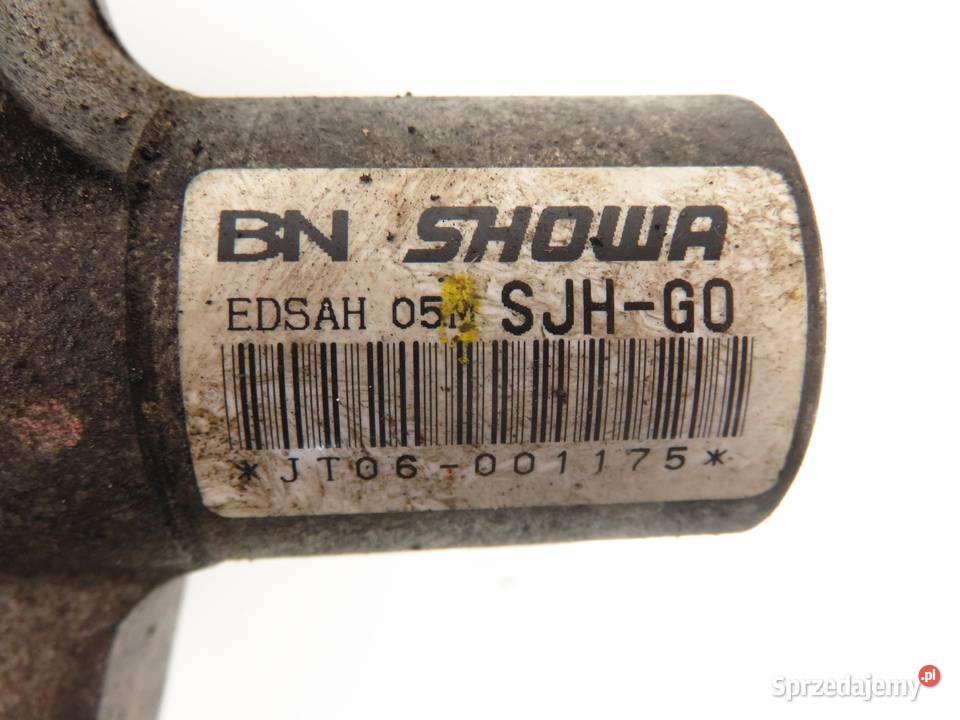 BN SHOWA
EDSAH 05M SJH-G0
*JT06-001175*
Sprzedajemy.pl